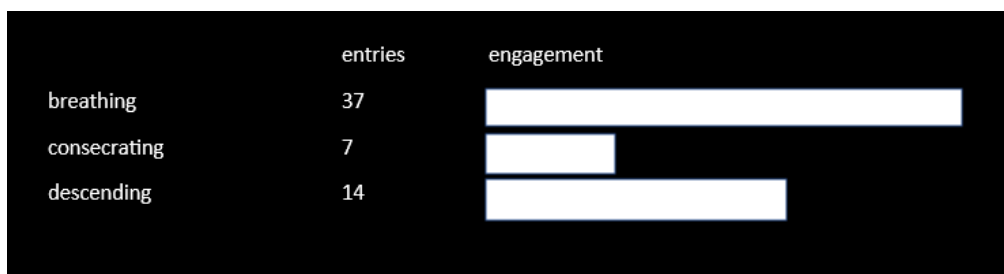 entries engagement
breathing 37
consecrating 7
descending 14